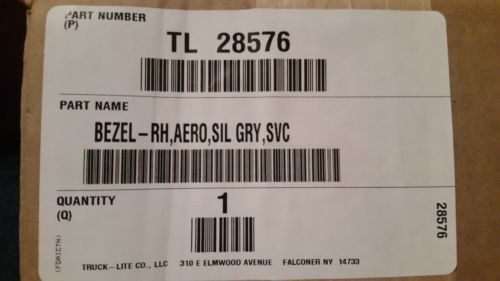 PART NUMBER
(P)
TL 28576
PART NAME
BEZEL-RH,AERO,SIL GRY,SVC
QUANTITY
(Q)
1
28576
(FDAICTN)
TRUCK-LITE CO., LLC 310 E ELMWOOD AVENUE FALCONER NY 14733